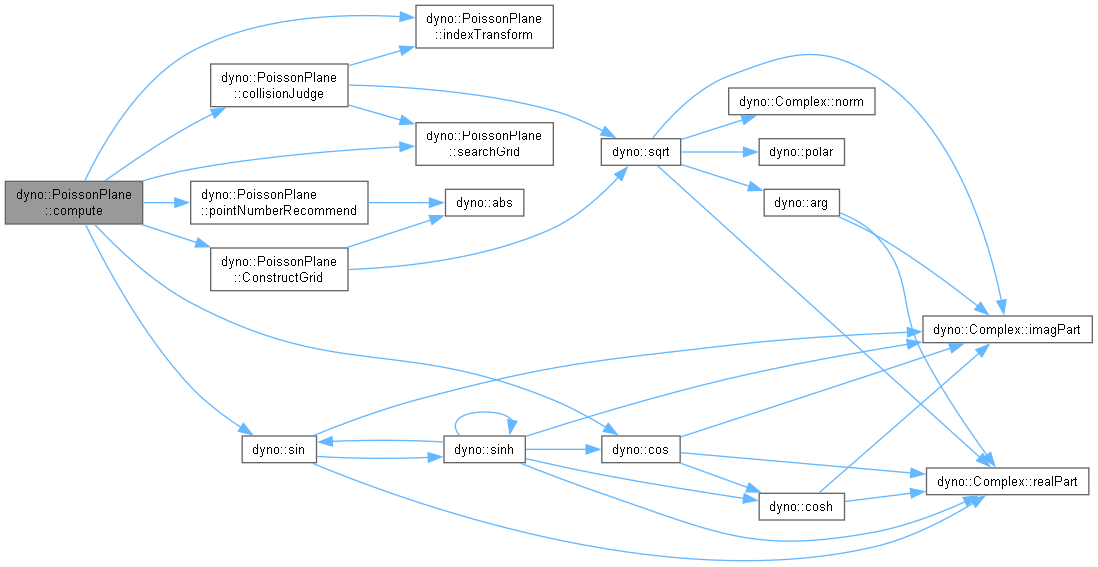 dyno::PoissonPlane
::indexTransform
dyno::PoissonPlane
::collisionJudge
dyno::Complex::norm
dyno::PoissonPlane
::searchGrid
dyno::sqrt
dyno::polar
dyno::PoissonPlane
::compute
dyno::PoissonPlane
::pointNumberRecommend
dyno::abs
dyno::arg
dyno::PoissonPlane
::ConstructGrid
dyno::Complex::imagPart
dyno::sin
dyno::sinh
dyno::cos
dyno::Complex::realPart
dyno::cosh